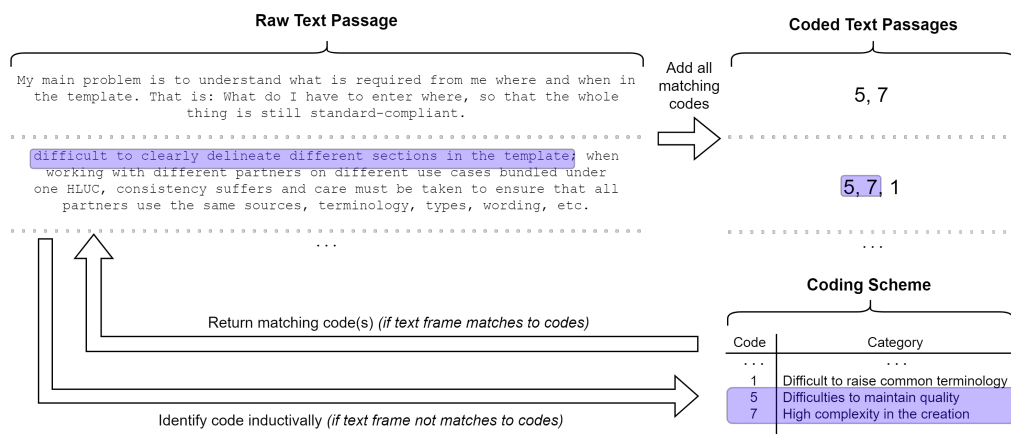 Raw Text Passage
My main problem is to understand what is required from me where and when in
the template. That is: What do I have to enter where, so that the whole
thing is still standard-compliant.
difficult to clearly delineate different sections in the template; when
working with different partners on different use cases bundled under
one HLUC, consistency suffers and care must be taken to ensure that all
partners use the same sources, terminology, types, wording, etc.
...
Add all
matching
codes
Coded Text Passages
5, 7
5, 7, 1
...
Return matching code(s) (if text frame matches to codes)
Identify code inductivally (if text frame not matches to codes)
Coding Scheme
Code Category
... ...
1 Difficult to raise common terminology
5 Difficulties to maintain quality
7 High complexity in the creation